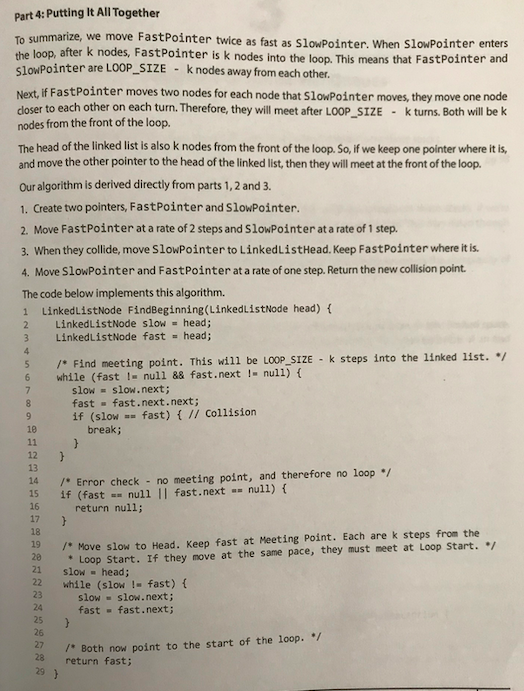 Part 4: Putting It All Together
To summarize, we move FastPointer twice as fast as SlowPointer. When SlowPointer enters
the loop, after k nodes, FastPointer is k nodes into the loop. This means that FastPointer and
SlowPointer are LOOP_SIZE - k nodes away from each other.
Next, if FastPointer moves two nodes for each node that SlowPointer moves, they move one node
closer to each other on each turn. Therefore, they will meet after LOOP_SIZE - k turns. Both will be k
nodes from the front of the loop.
The head of the linked list is also k nodes from the front of the loop. So, if we keep one pointer where it is,
and move the other pointer to the head of the linked list, then they will meet at the front of the loop.
Our algorithm is derived directly from parts 1, 2 and 3.
1. Create two pointers, FastPointer and SlowPointer.
2. Move FastPointer at a rate of 2 steps and SlowPointer at a rate of 1 step.
3. When they collide, move SlowPointer to LinkedListHead. Keep FastPointer where it is.
4. Move SlowPointer and FastPointer at a rate of one step. Return the new collision point.
The code below implements this algorithm.
1 LinkedListNode FindBeginning(LinkedListNode head) {
2 LinkedListNode slow = head;
3 LinkedListNode fast = head;
4
5 /* Find meeting point. This will be LOOP_SIZE - k steps into the linked list. */
6 while (fast != null && fast.next != null) {
7 slow = slow.next;
8 fast = fast.next.next;
9 if (slow == fast) { // Collision
10 break;
11 }
12 }
13
14 /* Error check - no meeting point, and therefore no loop */
15 if (fast == null || fast.next == null) {
16 return null;
17 }
18
19 /* Move slow to Head. Keep fast at Meeting Point. Each are k steps from the
20 * Loop Start. If they move at the same pace, they must meet at Loop Start. */
21 slow = head;
22 while (slow != fast) {
23 slow = slow.next;
24 fast = fast.next;
25 }
26
27 /* Both now point to the start of the loop. */
28 return fast;
29 }